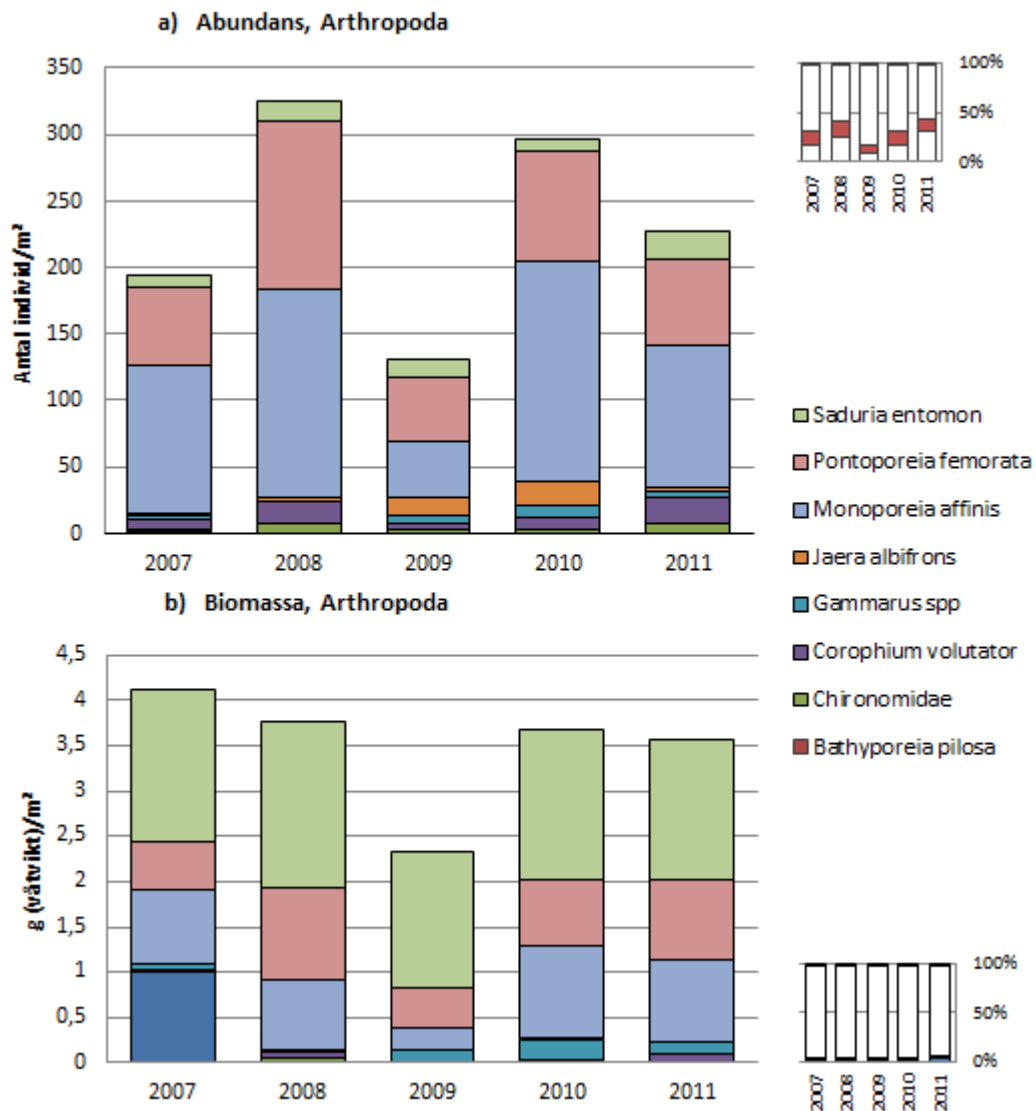 a) Abundans, Arthropoda
Antal individ/m²
350
300
250
200
150
100
50
0
2007 2008 2009 2010 2011
100%
50%
0%
2007 2008 2009 2010 2011
Saduria entomon
Pontoporeia femorata
Monoporeia affinis
Jaera albifrons
Gammarus spp
Corophium volutator
Chironomidae
Bathyporeia pilosa
b) Biomassa, Arthropoda
g (våtvikt)/m²
4,5
4
3,5
3
2,5
2
1,5
1
0,5
0
2007 2008 2009 2010 2011
100%
50%
0%
2007 2008 2009 2010 2011